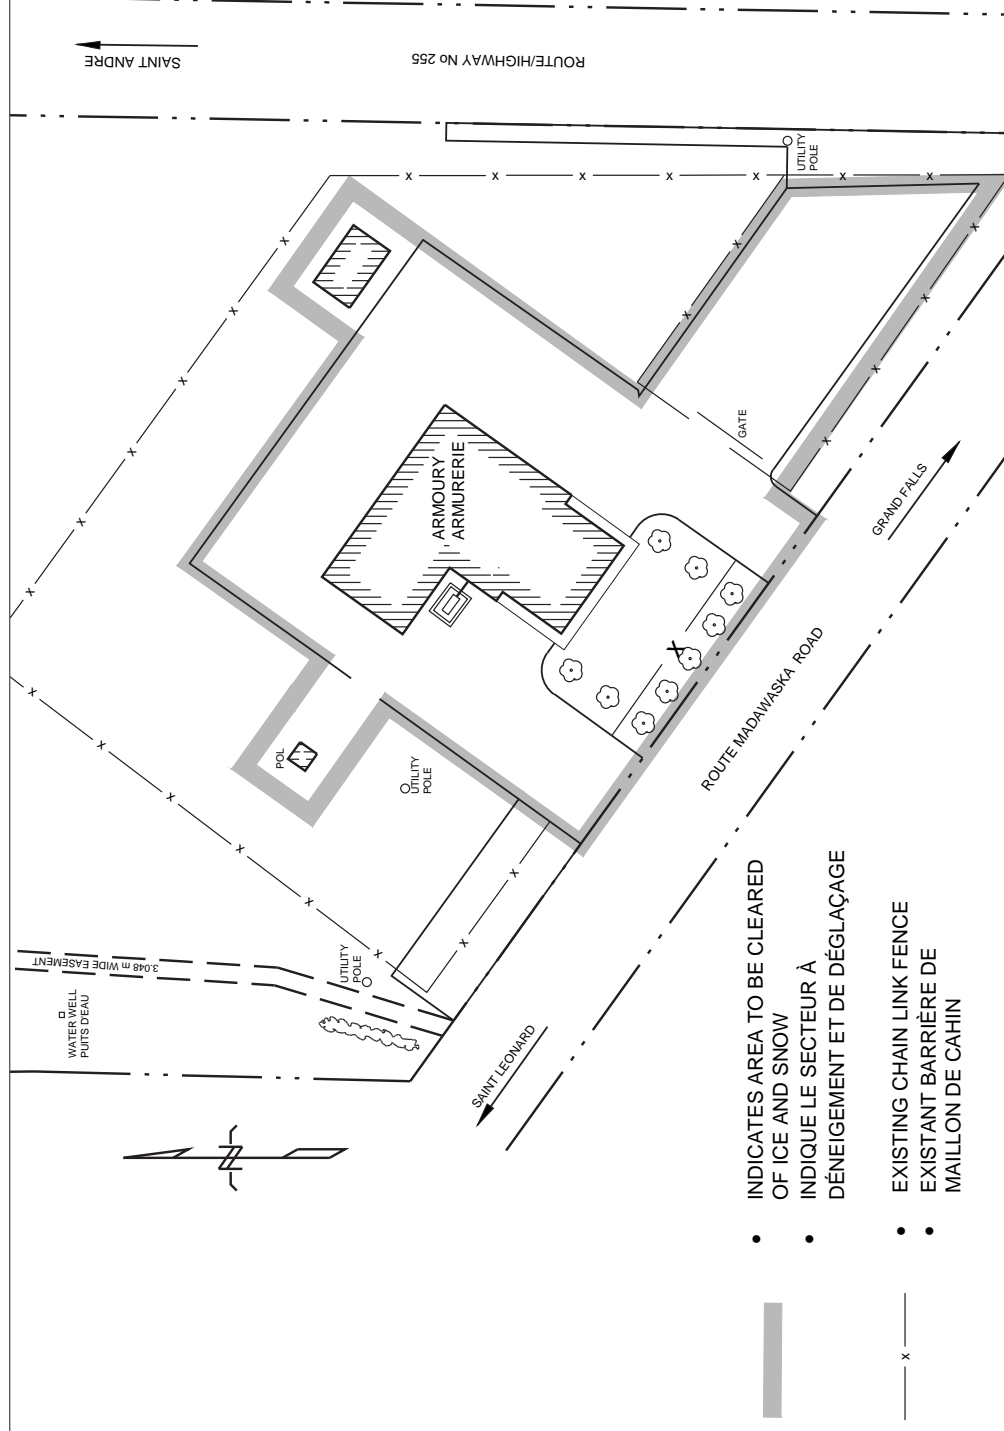 SAINT ANDRE
ROUTE/HIGHWAY No 255
UTILITY
POLE
GATE
ARMOURY
ARMURERIE
GRAND FALLS
ROUTE MADAWASKA ROAD
POL
UTILITY
POLE
UTILITY
POLE
3.048 m WIDE EASEMENT
WATER WELL
PUITS D'EAU
SAINT LEONARD
N
• INDICATES AREA TO BE CLEARED
OF ICE AND SNOW
• INDIQUE LE SECTEUR À
DÉNEIGEMENT ET DE DÉGLAÇAGE
x
• EXISTING CHAIN LINK FENCE
• EXISTANT BARRIÈRE DE
MAILLON DE CAHIN